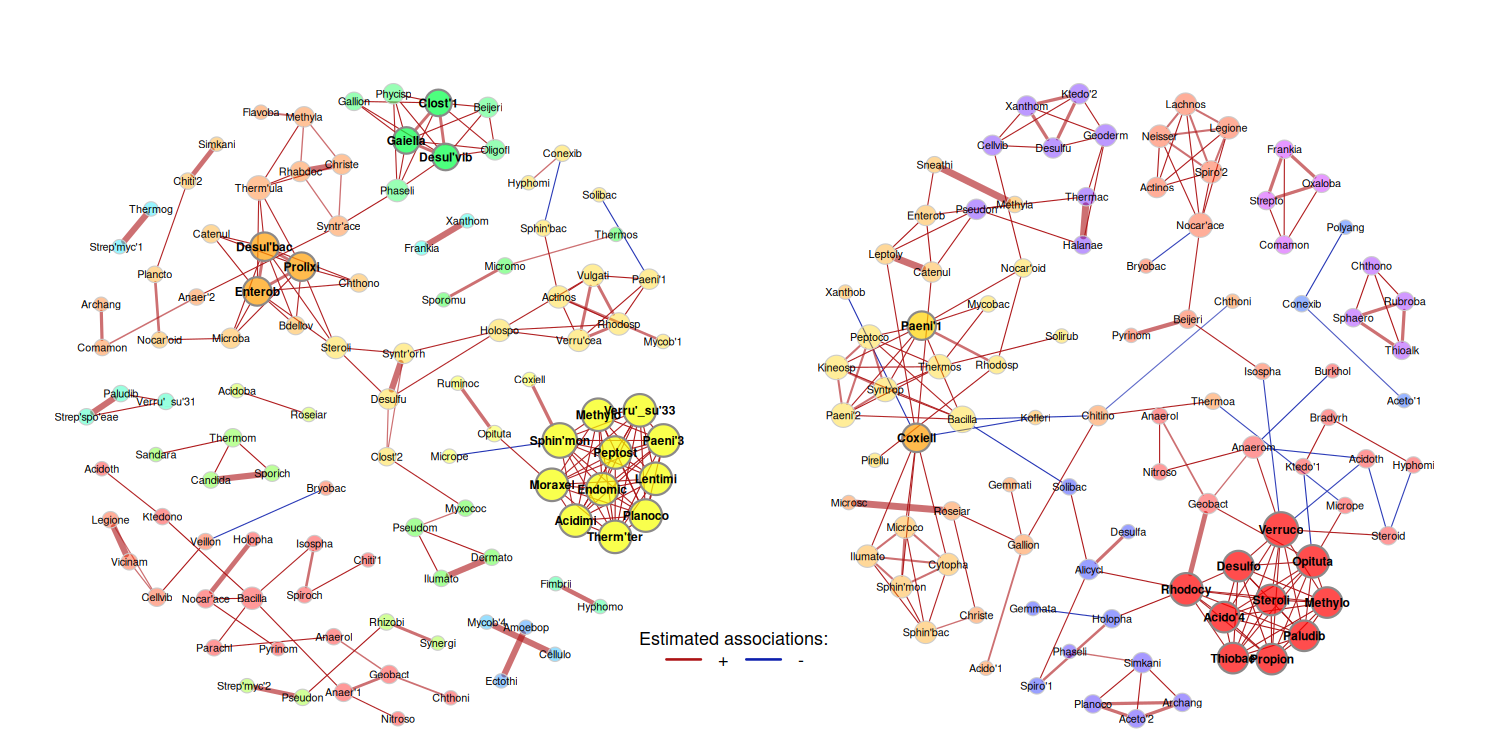 Flavoba
Methyla
Gallion
Phycisp
Clost'1
Beijeri
Gaiella
Desul'vib
Oligofl
Phaseli
Simkani
Chiti'2
Rhabdec
Christe
Therm'ula
Syntr'ace
Thermog
Strep'myc'1
Catenul
Desul'bac
Prolixi
Enterob
Chthono
Plancto
Anaer'2
Bdellov
Archang
Comamon
Nocar'oid
Microba
Steroli
Xanthom
Frankia
Conexib
Hyphomi
Solibac
Sphin'bac
Thermos
Micromo
Sporomu
Vulgati
Paeni'1
Actinos
Rhodosp
Verru'cea
Mycob'1
Holospo
Syntr'orh
Desulfu
Clost'2
Paludib
Verru'_su'31
Strep'spo'eae
Acidoba
Roseiar
Thermom
Sandara
Candida
Sporich
Ruminoc
Coxiell
Opituta
Micrope
Methylo
Verru'_su'33
Sphin'mon
Peptost
Paeni'3
Moraxel
Endomic
Lentimi
Acidimi
Planoco
Therm'ter
Acidoth
Ktedono
Bryobac
Legione
Veillon
Holopha
Isospha
Vicinam
Cellvib
Nocar'ace
Bacilla
Spiroch
Chiti'1
Myxococ
Pseudom
Dermato
Ilumato
Fimbrii
Hyphomo
Parachl
Pyrinom
Anaerol
Rhizobi
Synergi
Mycob'4
Amoebop
Cellulo
Ectothi
Strep'myc'2
Pseudon
Anaer'1
Geobact
Chthoni
Nitroso
Estimated associations:
+ -
Xanthom
Ktedo'2
Cellvib
Desulfu
Geoderm
Sneathi
Enterob
Pseudon
Methyla
Thermac
Halanae
Leptoly
Catenul
Nocar'oid
Lachnos
Neisser
Legione
Actinos
Spiro'2
Nocar'ace
Bryobac
Frankia
Oxaloba
Strepto
Comamon
Polyang
Conexib
Aceto'1
Chthono
Rubroba
Sphaero
Thioalk
Xanthob
Mycobac
Paeni'1
Peptoco
Solirub
Kineosp
Thermos
Rhodosp
Syntrop
Paeni'2
Bacilla
Kofleri
Coxiell
Pirellu
Chthoni
Beijeri
Pyrinom
Isospha
Burkhol
Chitino
Thermoa
Anaerol
Bradyrh
Anaerom
Nitroso
Ktedo'1
Acidoth
Hyphomi
Microsc
Roseiar
Gemmati
Solibac
Geobact
Micrope
Steroid
Microco
Gallion
Ilumato
Cytopha
Sphin'mon
Christe
Sphin'bac
Acido'1
Desulfa
Alicycl
Gemmata
Holopha
Phaseli
Spiro'1
Simkani
Planoco
Archang
Aceto'2
Verruco
Desulfo
Opituta
Rhodocy
Steroli
Methylo
Acido'4
Paludib
Thiobac
Propion